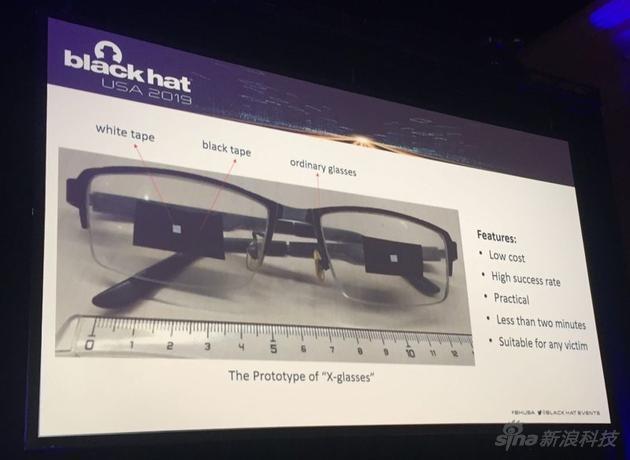 black hat
USA 2019
white tape
black tape
ordinary glasses
0 1 2 3 4 5 6 7 8 9 10 11 12
The Prototype of "X-glasses"
Features:
• Low cost
• High success rate
• Practical
• Less than two minutes
• Suitable for any victim
#BHUSA @BLACK HAT EVENTS
sina 新浪科技